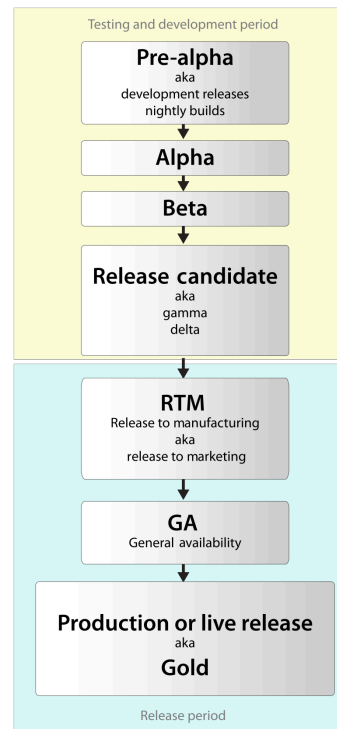 Testing and development period
Pre-alpha
aka
development releases
nightly builds
Alpha
Beta
Release candidate
aka
gamma
delta
RTM
Release to manufacturing
aka
release to marketing
GA
General availability
Production or live release
aka
Gold
Release period